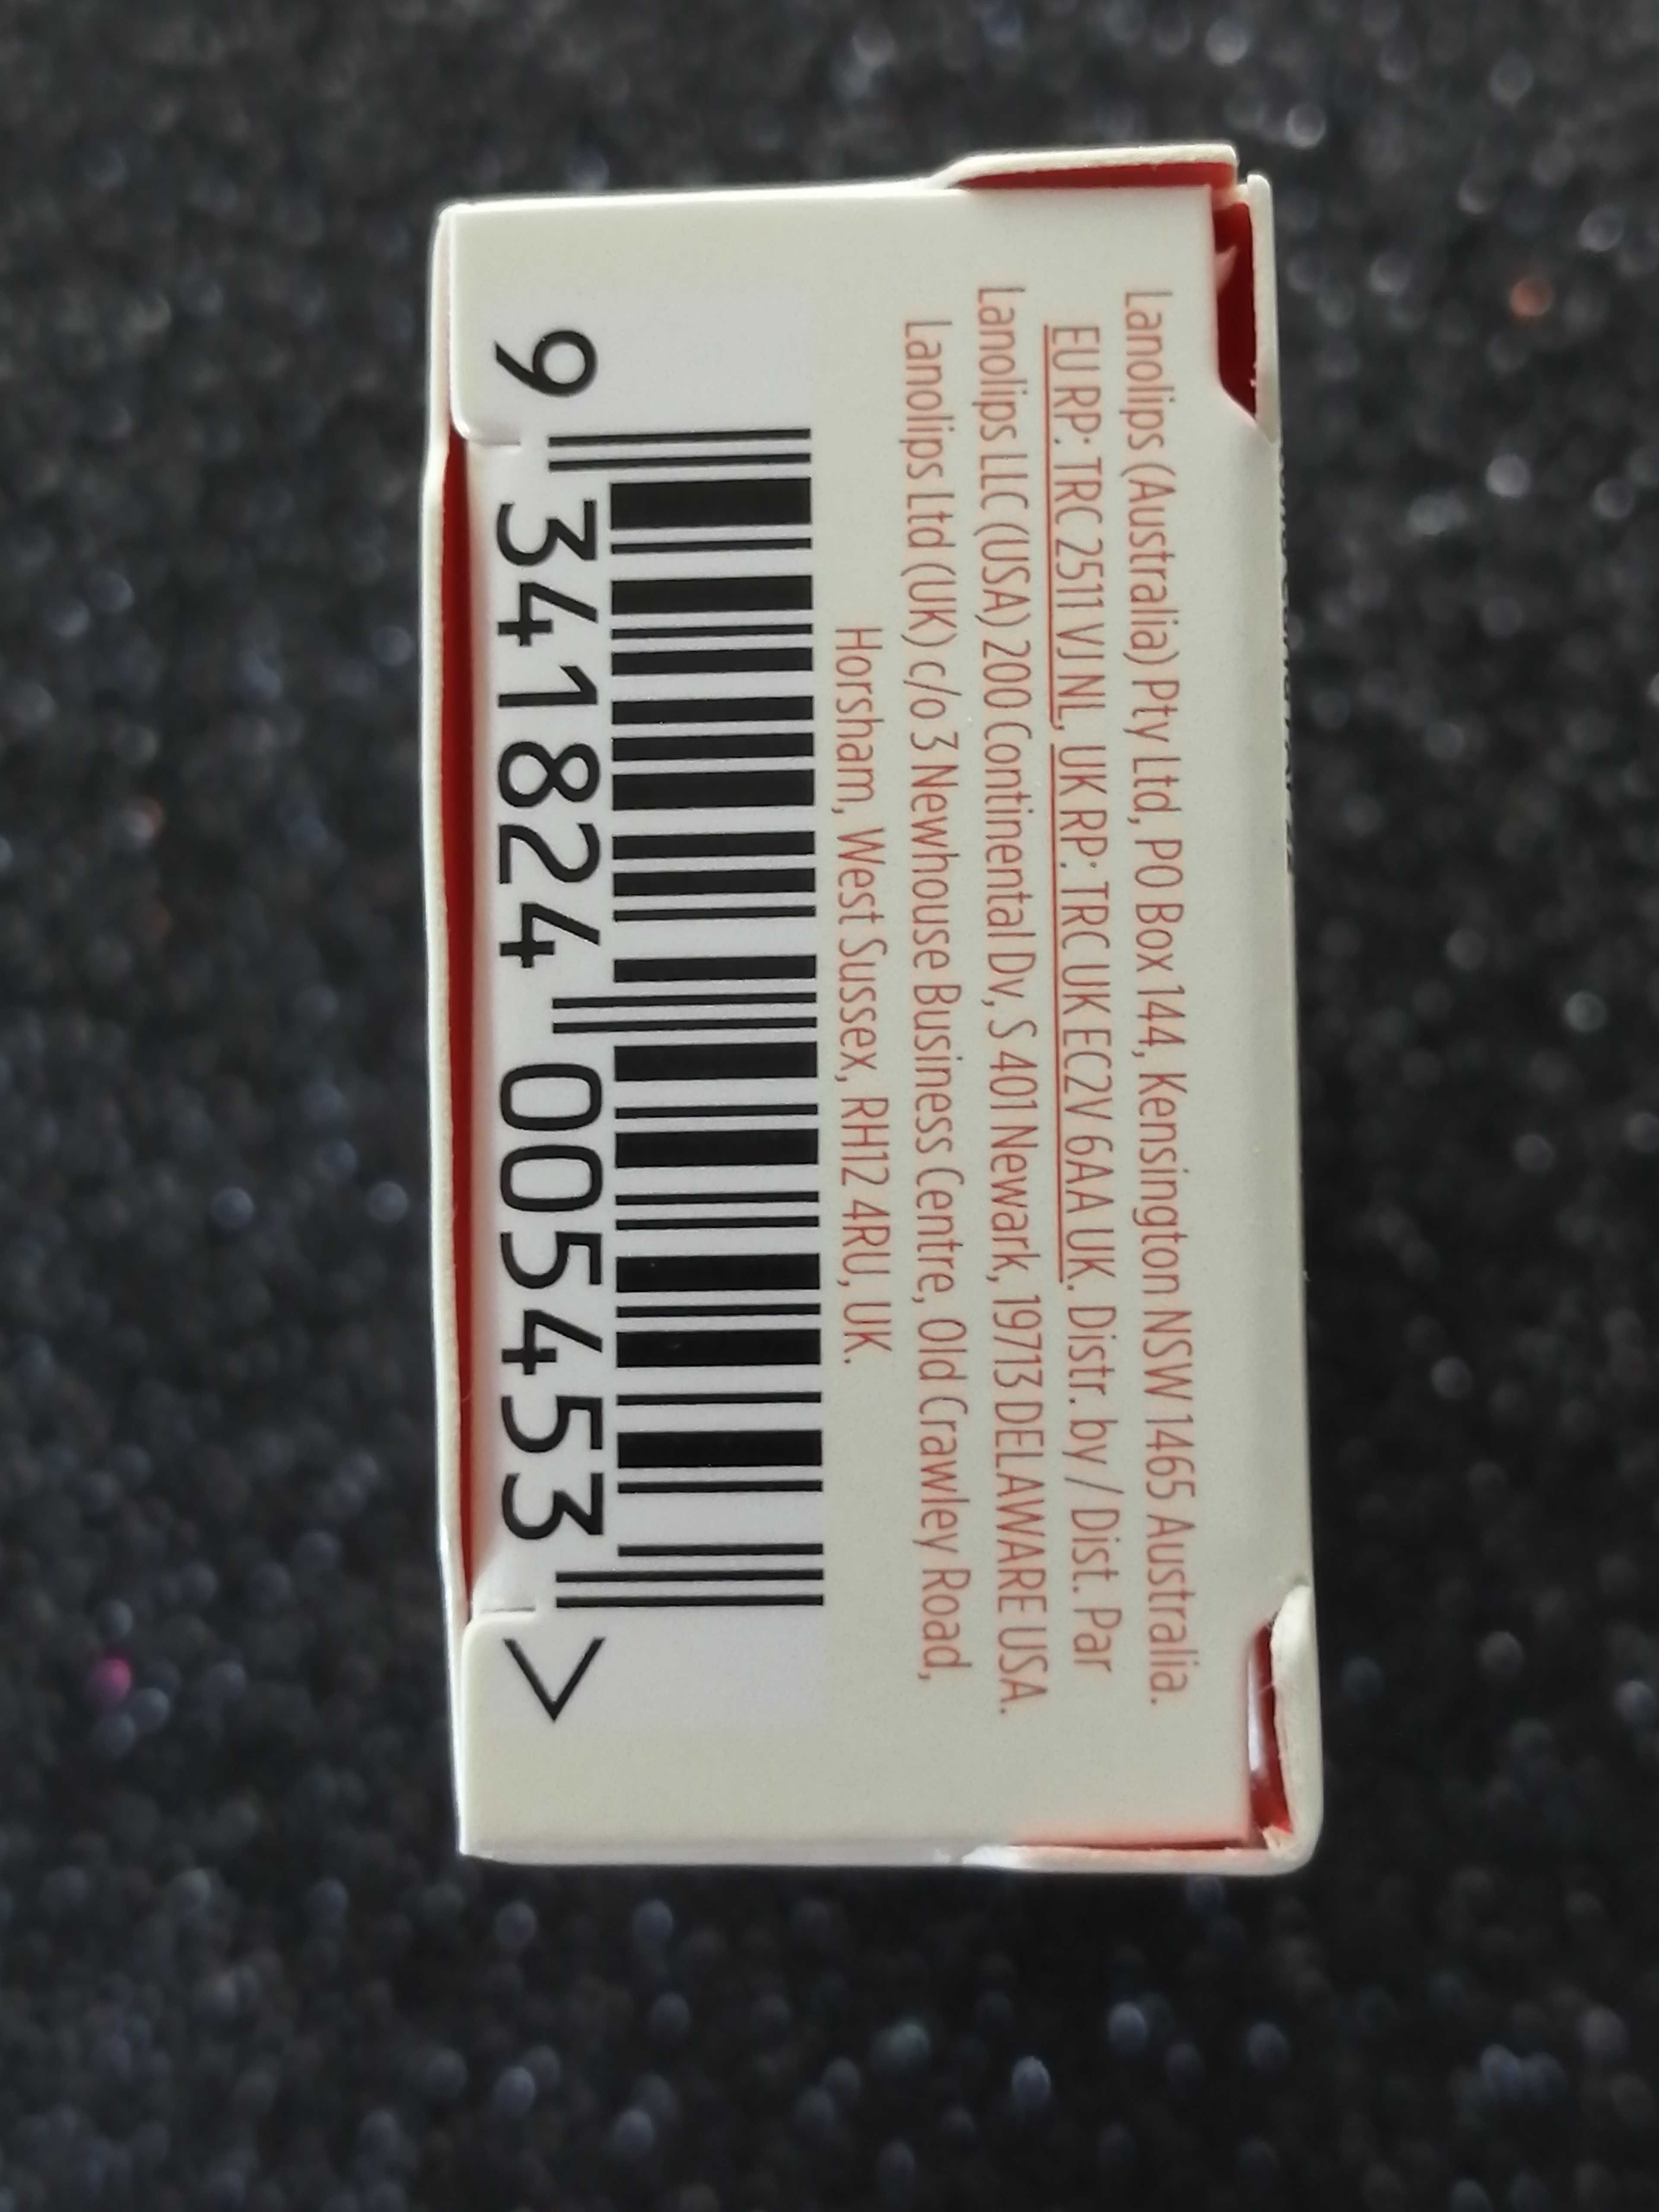 Lanolips (Australia) Pty Ltd, PO Box 144, Kensington NSW 1465 Australia.
EU RP: TRC 2511 VJ NL, UK RP: TRC UK EC2V 6AA UK. Distr. by / Dist. Par
Lanolips LLC (USA) 200 Continental Dv, S 401 Newark, 19713 DELAWARE USA.
Lanolips Ltd (UK) c/o 3 Newhouse Business Centre, Old Crawley Road,
Horsham, West Sussex, RH12 4RU, UK.
9 341824 005453 >